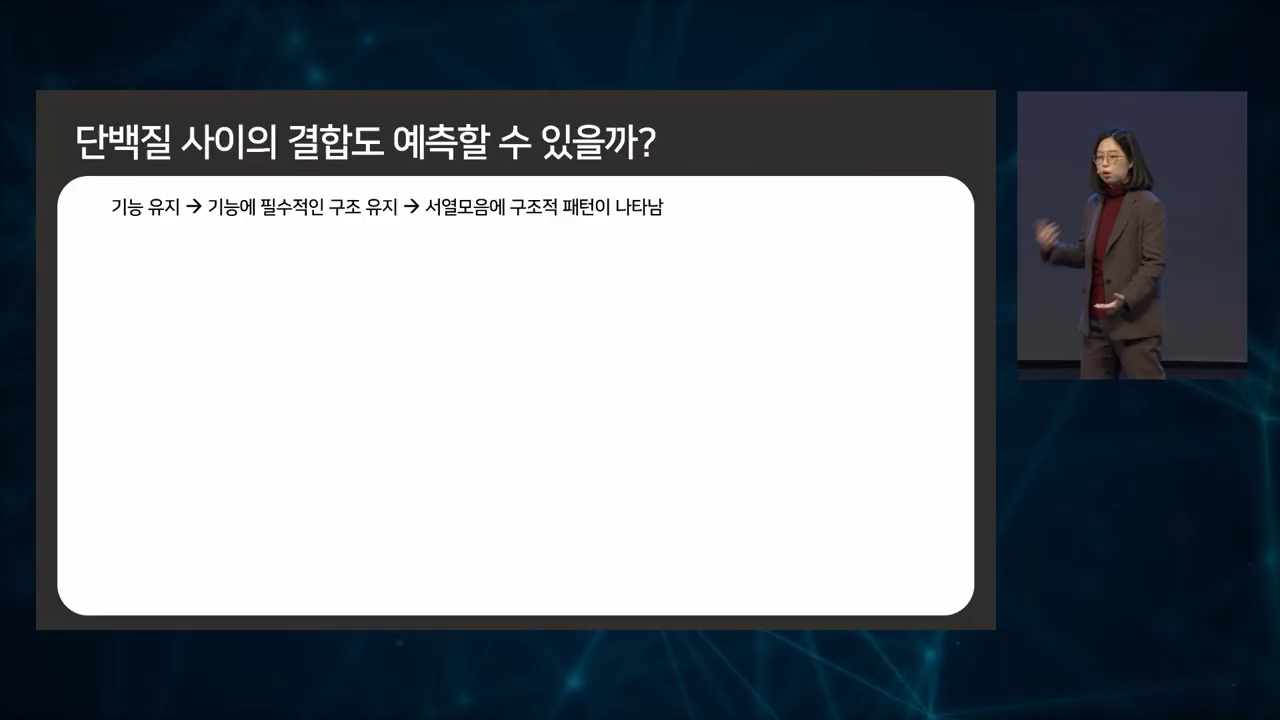 단백질 사이의 결합도 예측할 수 있을까?
기능 유지 → 기능에 필수적인 구조 유지 → 서열모음에 구조적 패턴이 나타남